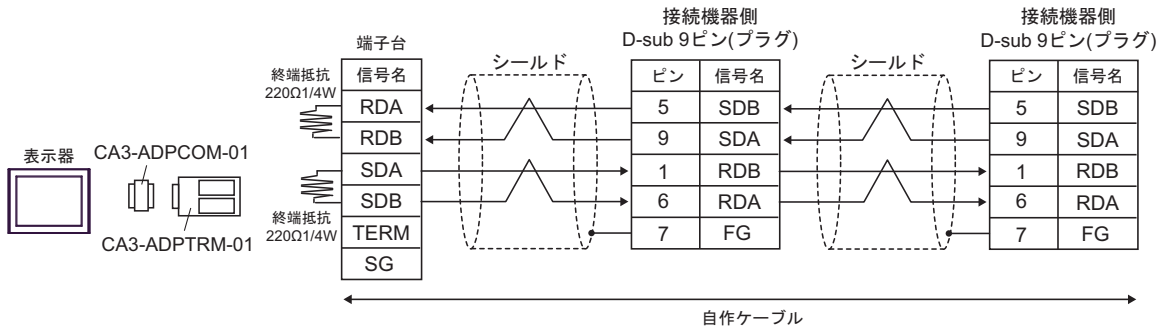 接続機器側
D-sub 9ピン(プラグ)
接続機器側
D-sub 9ピン(プラグ)
端子台
シールド
シールド
終端抵抗
220Ω1/4W
信号名
ピン 信号名
ピン 信号名
RDA
5 SDB
5 SDB
RDB
9 SDA
9 SDA
表示器
CA3-ADPCOM-01
SDA
1 RDB
1 RDB
SDB
6 RDA
6 RDA
終端抵抗
220Ω1/4W
TERM
7 FG
7 FG
CA3-ADPTRM-01
SG
自作ケーブル